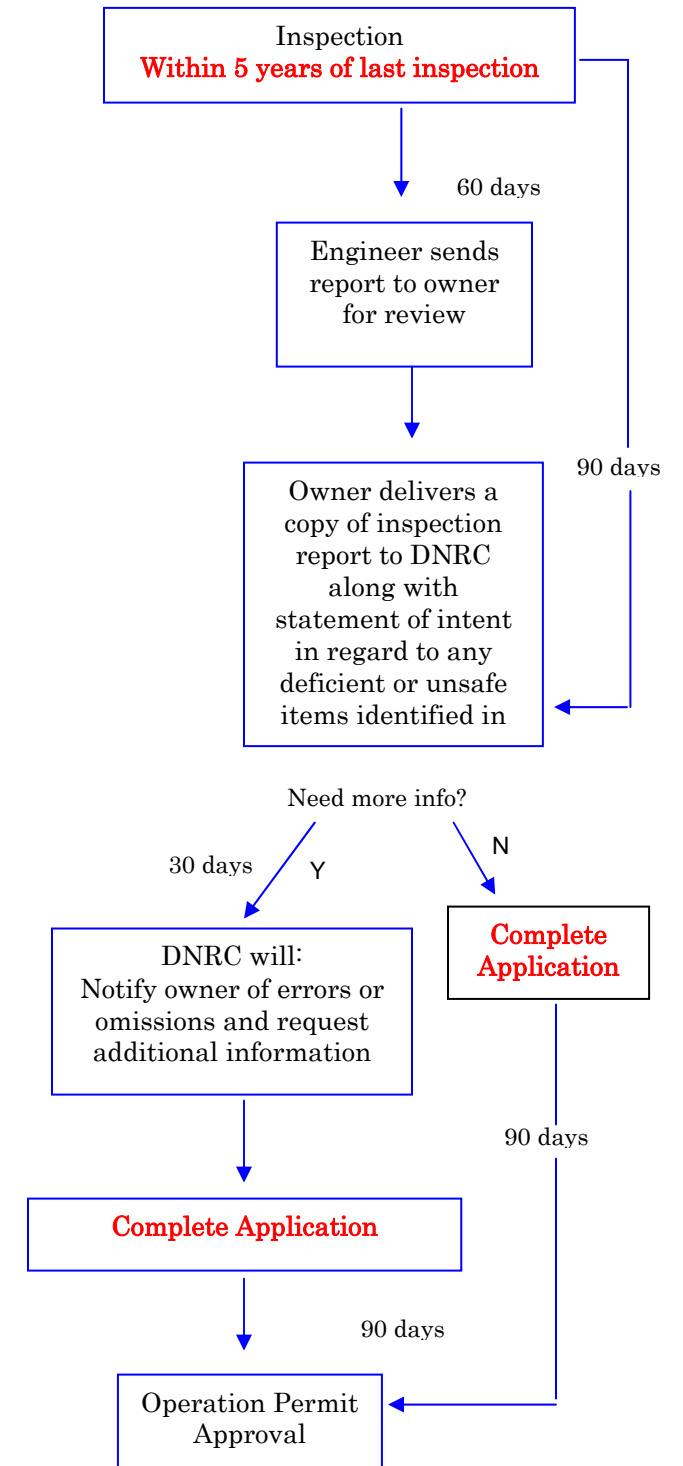 Inspection
Within 5 years of last inspection
60 days
Engineer sends
report to owner
for review
90 days
Owner delivers a
copy of inspection
report to DNRC
along with
statement of intent
in regard to any
deficient or unsafe
items identified in
Need more info?
30 days
Y
N
DNRC will:
Notify owner of errors or
omissions and request
additional information
Complete
Application
90 days
Complete Application
90 days
Operation Permit
Approval